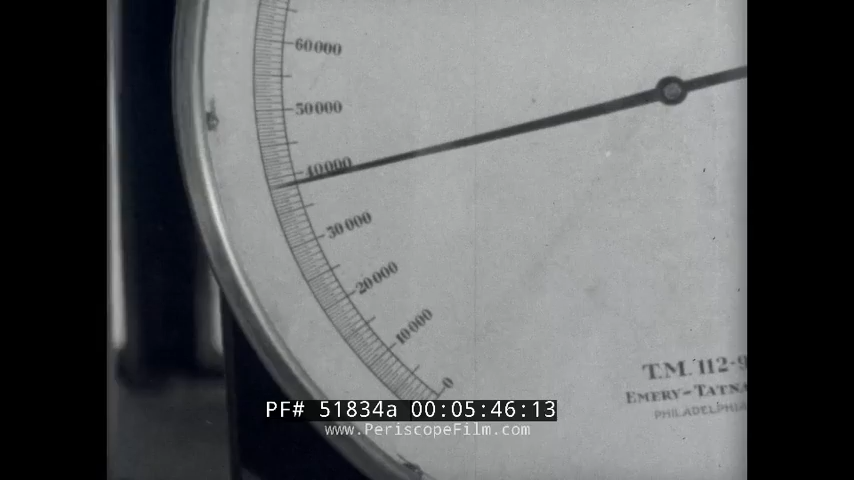 60000
50000
40000
30000
20000
10000
0
T.M. 112-9
EMERY-TATNA
PHILADELPHIA
PF# 51834a 00:05:46:13
www.PeriscopeFilm.com